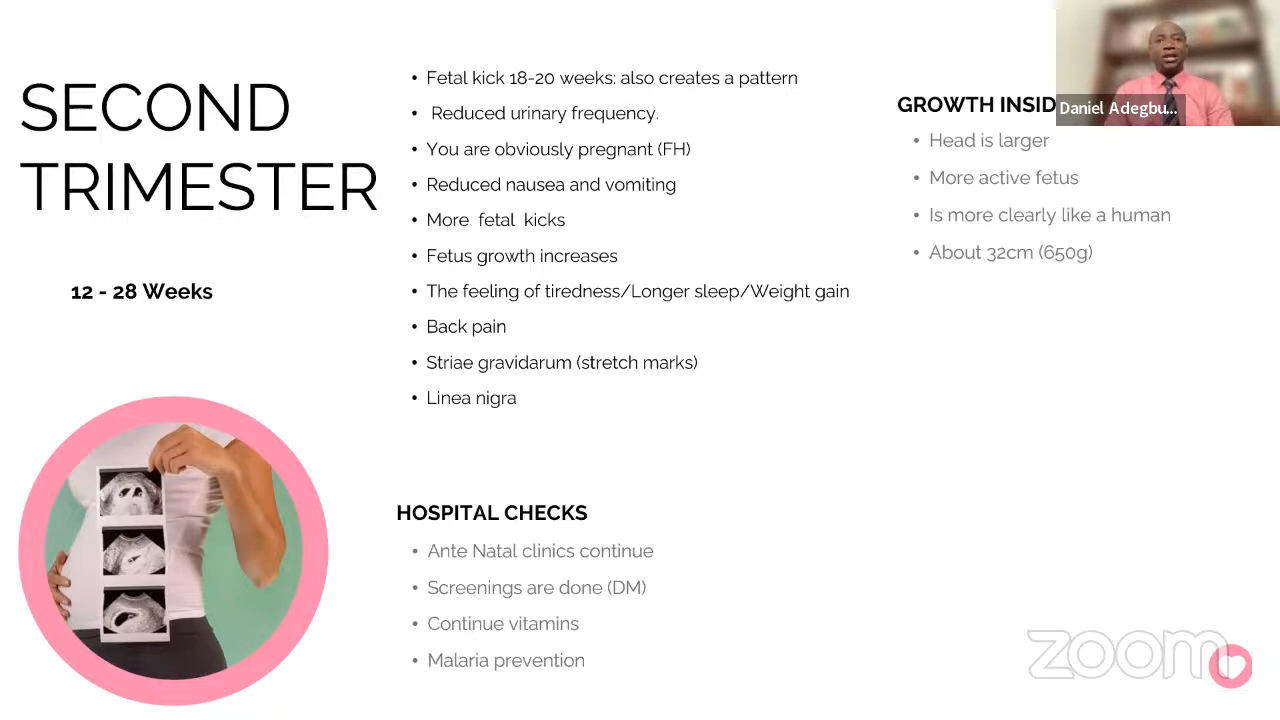 SECOND
TRIMESTER
12 - 28 Weeks
• Fetal kick 18-20 weeks: also creates a pattern
• Reduced urinary frequency.
• You are obviously pregnant (FH)
• Reduced nausea and vomiting
• More fetal kicks
• Fetus growth increases
• The feeling of tiredness/Longer sleep/Weight gain
• Back pain
• Striae gravidarum (stretch marks)
• Linea nigra
HOSPITAL CHECKS
• Ante Natal clinics continue
• Screenings are done (DM)
• Continue vitamins
• Malaria prevention
GROWTH INSID
• Head is larger
• More active fetus
• Is more clearly like a human
• About 32cm (650g)
Daniel Adegbu...
zoom